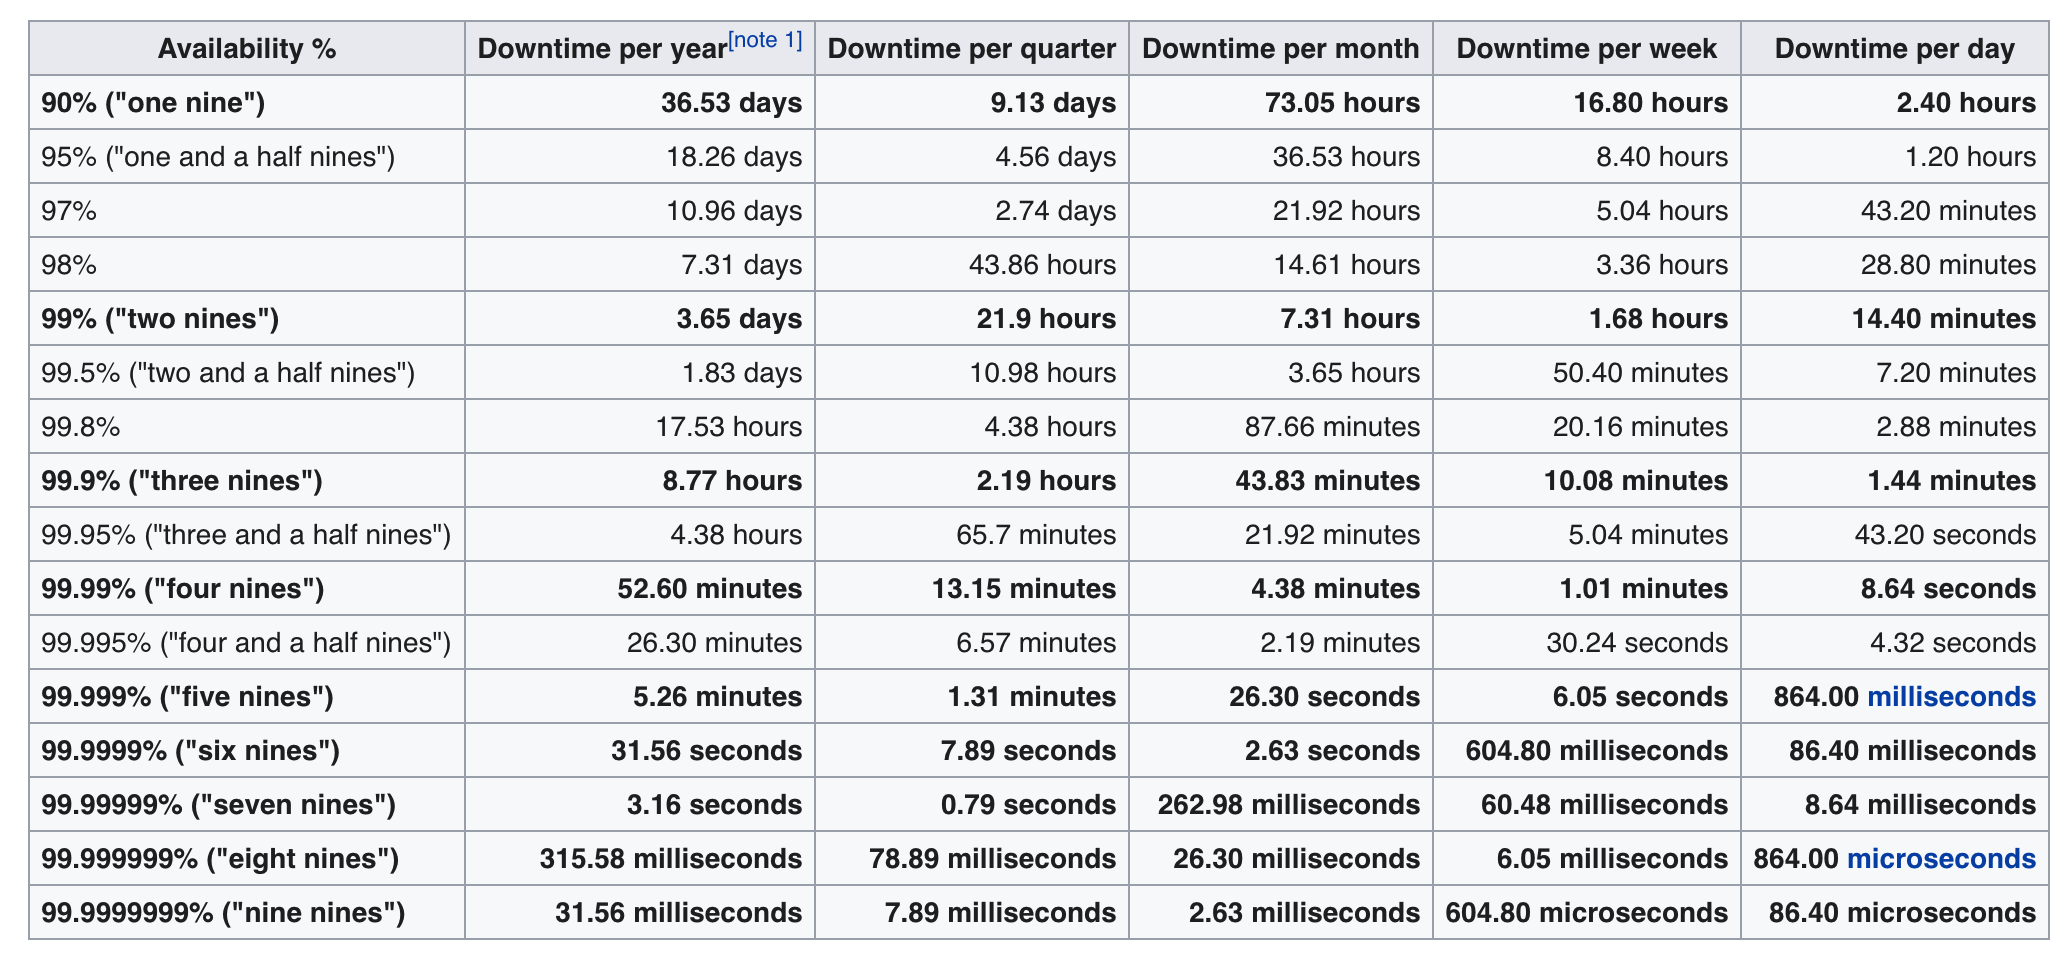 Availability % Downtime per year[note 1] Downtime per quarter Downtime per month Downtime per week Downtime per day
90% ("one nine") 36.53 days 9.13 days 73.05 hours 16.80 hours 2.40 hours
95% ("one and a half nines") 18.26 days 4.56 days 36.53 hours 8.40 hours 1.20 hours
97% 10.96 days 2.74 days 21.92 hours 5.04 hours 43.20 minutes
98% 7.31 days 43.86 hours 14.61 hours 3.36 hours 28.80 minutes
99% ("two nines") 3.65 days 21.9 hours 7.31 hours 1.68 hours 14.40 minutes
99.5% ("two and a half nines") 1.83 days 10.98 hours 3.65 hours 50.40 minutes 7.20 minutes
99.8% 17.53 hours 4.38 hours 87.66 minutes 20.16 minutes 2.88 minutes
99.9% ("three nines") 8.77 hours 2.19 hours 43.83 minutes 10.08 minutes 1.44 minutes
99.95% ("three and a half nines") 4.38 hours 65.7 minutes 21.92 minutes 5.04 minutes 43.20 seconds
99.99% ("four nines") 52.60 minutes 13.15 minutes 4.38 minutes 1.01 minutes 8.64 seconds
99.995% ("four and a half nines") 26.30 minutes 6.57 minutes 2.19 minutes 30.24 seconds 4.32 seconds
99.999% ("five nines") 5.26 minutes 1.31 minutes 26.30 seconds 6.05 seconds 864.00 milliseconds
99.9999% ("six nines") 31.56 seconds 7.89 seconds 2.63 seconds 604.80 milliseconds 86.40 milliseconds
99.99999% ("seven nines") 3.16 seconds 0.79 seconds 262.98 milliseconds 60.48 milliseconds 8.64 milliseconds
99.999999% ("eight nines") 315.58 milliseconds 78.89 milliseconds 26.30 milliseconds 6.05 milliseconds 864.00 microseconds
99.9999999% ("nine nines") 31.56 milliseconds 7.89 milliseconds 2.63 milliseconds 604.80 microseconds 86.40 microseconds